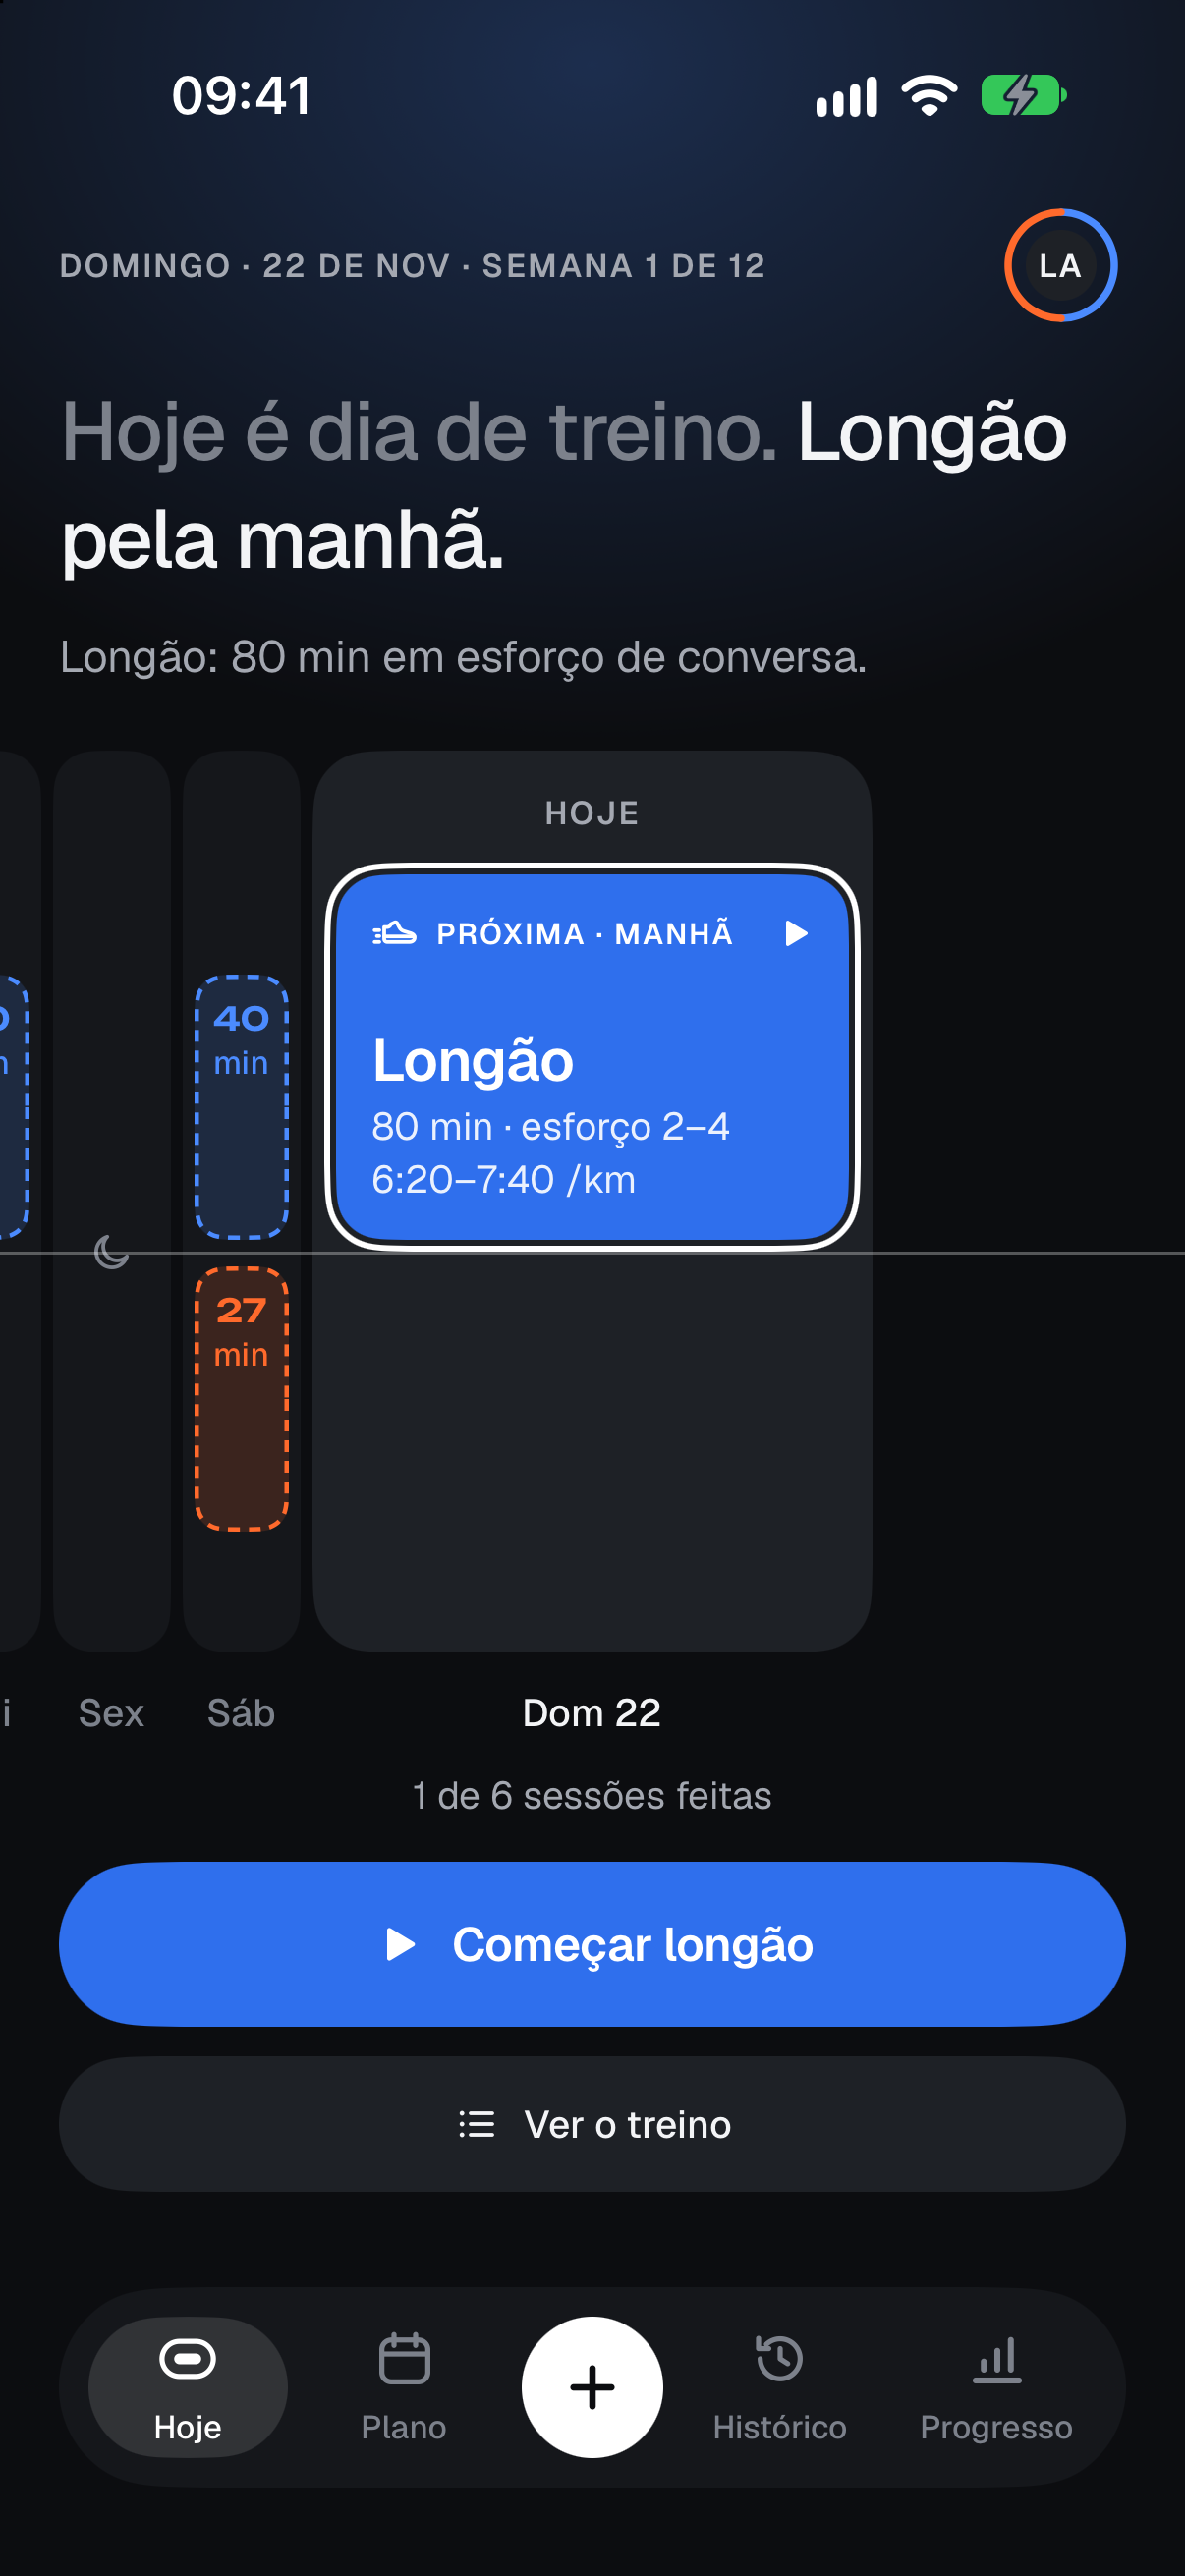 09:41
DOMINGO · 22 DE NOV · SEMANA 1 DE 12
LA
Hoje é dia de treino. Longão
pela manhã.
Longão: 80 min em esforço de conversa.
HOJE
PRÓXIMA · MANHÃ
40
min
Longão
80 min · esforço 2–4
6:20–7:40 /km
27
min
Sex
Sáb
Dom 22
1 de 6 sessões feitas
Começar longão
Ver o treino
Hoje
Plano
Histórico
Progresso